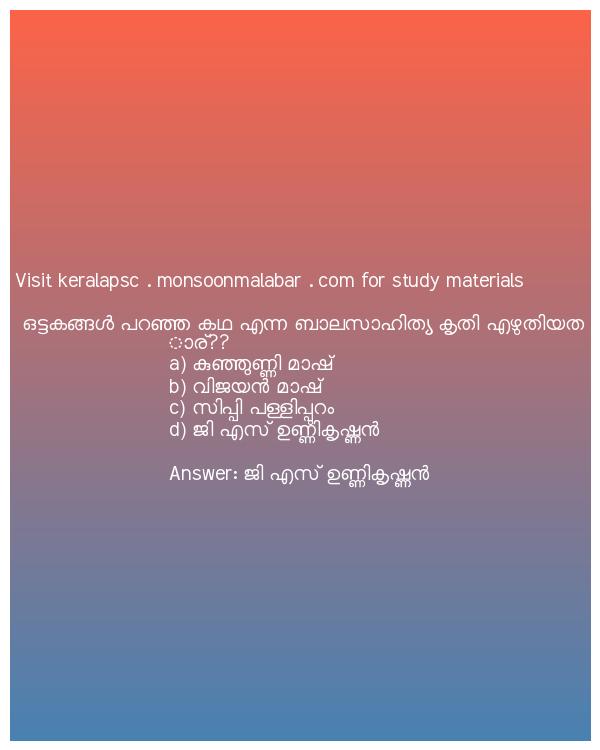 Visit keralapsc . monsoonmalabar . com for study materials
ഒട്ടകങ്ങൾ പറഞ്ഞ കഥ എന്ന ബാലസാഹിത്യ കൃതി എഴുതിയത
ാര്??
a) കുഞ്ഞുണ്ണി മാഷ്
b) വിജയൻ മാഷ്
c) സിപ്പി പള്ളിപ്പുറം
d) ജി എസ് ഉണ്ണികൃഷ്ണൻ
Answer: ജി എസ് ഉണ്ണികൃഷ്ണൻ